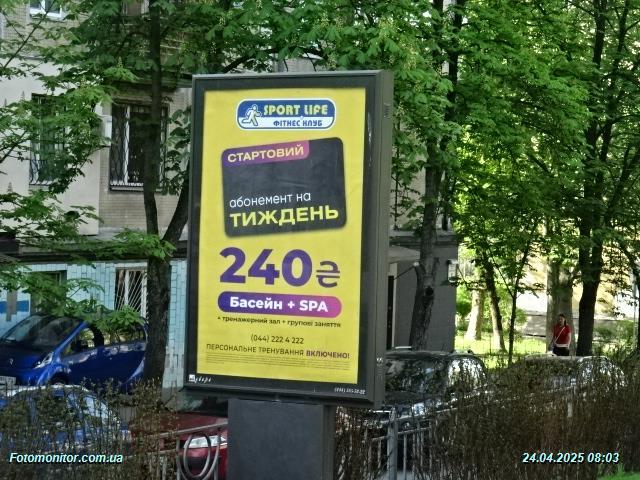 SPORT LIFE
ФІТНЕС КЛУБ
СТАРТОВИЙ
абонемент на
ТИЖДЕНЬ
240₴
Басейн + SPA
+ тренажерний зал + групові заняття
(044) 222 4 222
ПЕРСОНАЛЬНЕ ТРЕНУВАННЯ ВКЛЮЧЕНО!
Fotomonitor.com.ua
24.04.2025 08:03